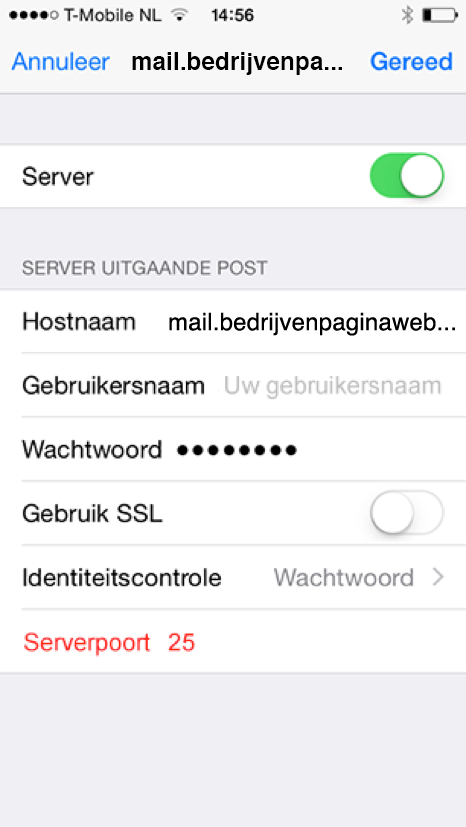 T-Mobile NL 14:56
Annuleer mail.bedrijvenpa... Gereed
Server
SERVER UITGAANDE POST
Hostnaam mail.bedrijvenpaginaweb...
Gebruikersnaam Uw gebruikersnaam
Wachtwoord ●●●●●●●●
Gebruik SSL
Identiteitscontrole Wachtwoord
Serverpoort 25